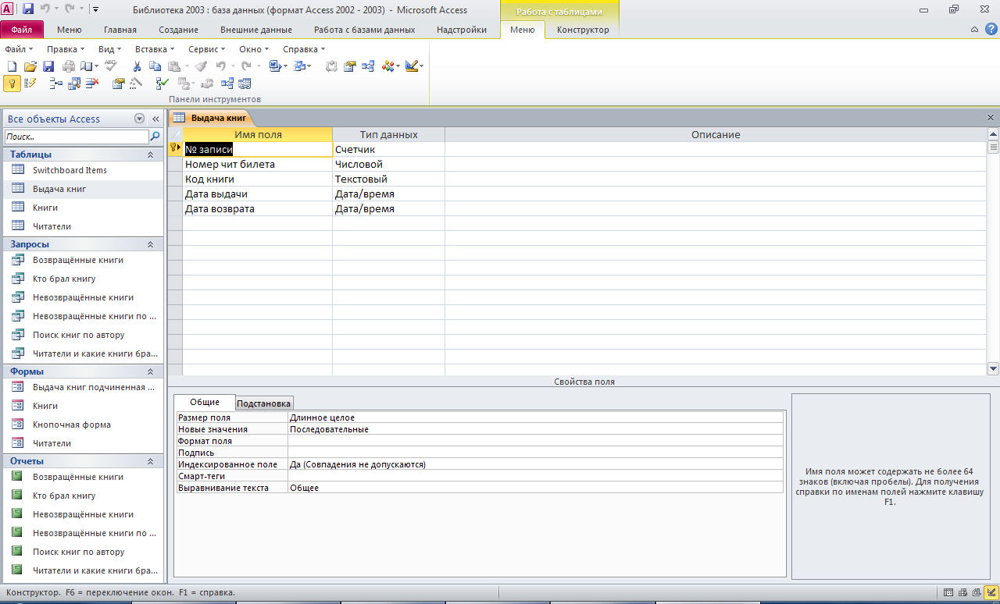 Библиотека 2003 : база данных (формат Access 2002 - 2003)  -  Microsoft Access
Работа с таблицами
Файл Меню Главная Создание Внешние данные Работа с базами данных Надстройки Меню Конструктор
Файл Правка Вид Вставка Сервис Окно Справка
Панели инструментов
Все объекты Access
Поиск...
Таблицы
Switchboard Items
Выдача книг
Книги
Читатели
Запросы
Возвращённые книги
Кто брал книгу
Невозвращённые книги
Невозвращённые книги по ...
Поиск книг по автору
Читатели и какие книги бра...
Формы
Выдача книг подчиненная ...
Книги
Кнопочная форма
Читатели
Отчеты
Возвращённые книги
Кто брал книгу
Невозвращённые книги
Невозвращённые книги по ...
Поиск книг по автору
Читатели и какие книги бра...
Выдача книг
Имя поля Тип данных Описание
№ записи Счетчик
Номер чит билета Числовой
Код книги Текстовый
Дата выдачи Дата/время
Дата возврата Дата/время
Свойства поля
Общие Подстановка
Размер поля Длинное целое
Новые значения Последовательные
Формат поля
Подпись
Индексированное поле Да (Совпадения не допускаются)
Смарт-теги
Выравнивание текста Общее
Имя поля может содержать не более 64
знаков (включая пробелы). Для получения
справки по именам полей нажмите клавишу
F1.
Конструктор.  F6 = переключение окон.  F1 = справка.